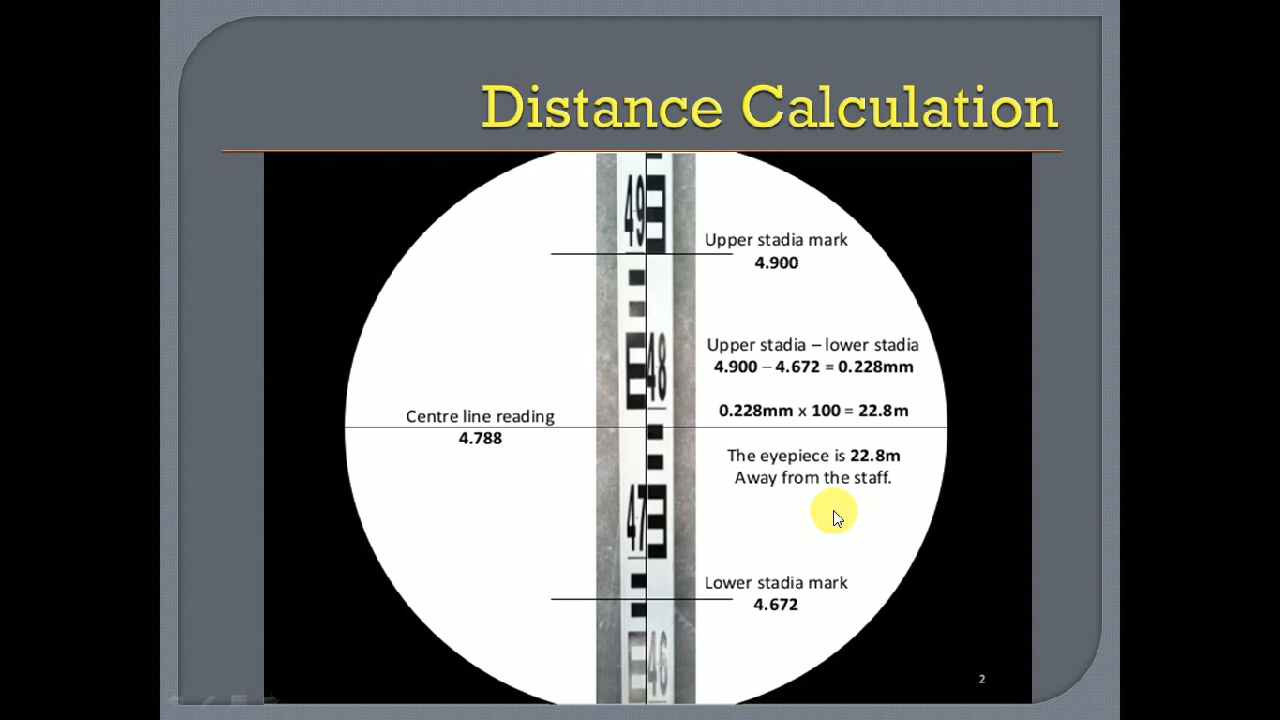 Distance Calculation
49
Upper stadia mark
4.900
48
Upper stadia – lower stadia
4.900 – 4.672 = 0.228mm
0.228mm x 100 = 22.8m
Centre line reading
4.788
The eyepiece is 22.8m
Away from the staff.
47
Lower stadia mark
4.672
46
2